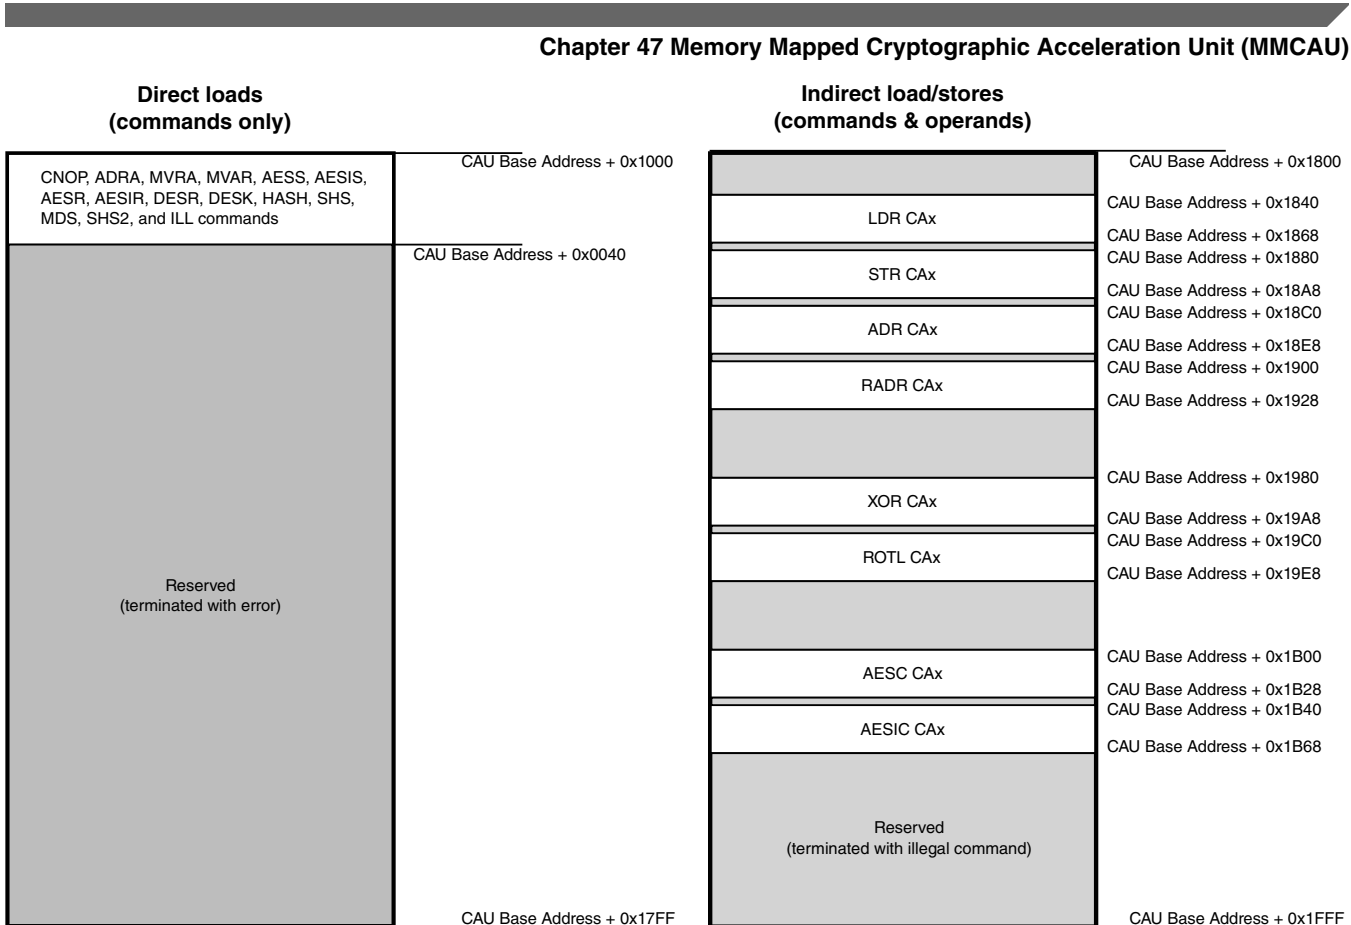 Chapter 47 Memory Mapped Cryptographic Acceleration Unit (MMCAU)
Direct loads
(commands only)
CAU Base Address + 0x1000
CNOP, ADRA, MVRA, MVAR, AESS, AESIS,
AESR, AESIR, DESR, DESK, HASH, SHS,
MDS, SHS2, and ILL commands
CAU Base Address + 0x0040
Reserved
(terminated with error)
CAU Base Address + 0x17FF
Indirect load/stores
(commands & operands)
CAU Base Address + 0x1800
CAU Base Address + 0x1840
LDR CAx
CAU Base Address + 0x1868
CAU Base Address + 0x1880
STR CAx
CAU Base Address + 0x18A8
CAU Base Address + 0x18C0
ADR CAx
CAU Base Address + 0x18E8
CAU Base Address + 0x1900
RADR CAx
CAU Base Address + 0x1928
CAU Base Address + 0x1980
XOR CAx
CAU Base Address + 0x19A8
CAU Base Address + 0x19C0
ROTL CAx
CAU Base Address + 0x19E8
CAU Base Address + 0x1B00
AESC CAx
CAU Base Address + 0x1B28
CAU Base Address + 0x1B40
AESIC CAx
CAU Base Address + 0x1B68
Reserved
(terminated with illegal command)
CAU Base Address + 0x1FFF